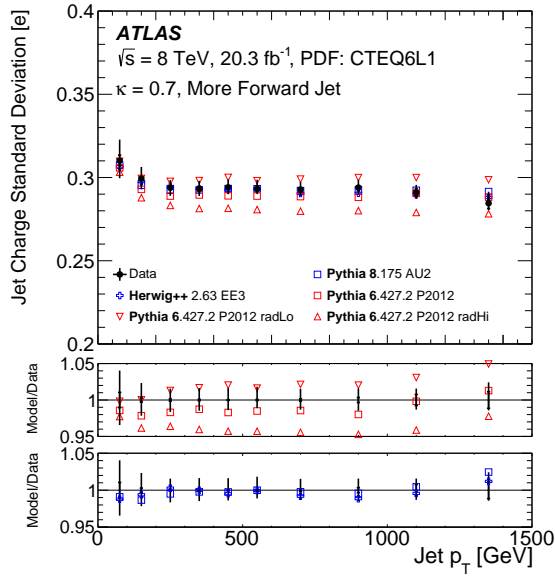 ATLAS
√s = 8 TeV, 20.3 fb⁻¹, PDF: CTEQ6L1
κ = 0.7, More Forward Jet
Jet Charge Standard Deviation [e]
0.4
0.35
0.3
0.25
0.2
Data
Pythia 8.175 AU2
Herwig++ 2.63 EE3
Pythia 6.427.2 P2012
Pythia 6.427.2 P2012 radLo
Pythia 6.427.2 P2012 radHi
Model/Data
1.05
1
0.95
Model/Data
1.05
1
0.95
0
500
1000
1500
Jet p_T [GeV]